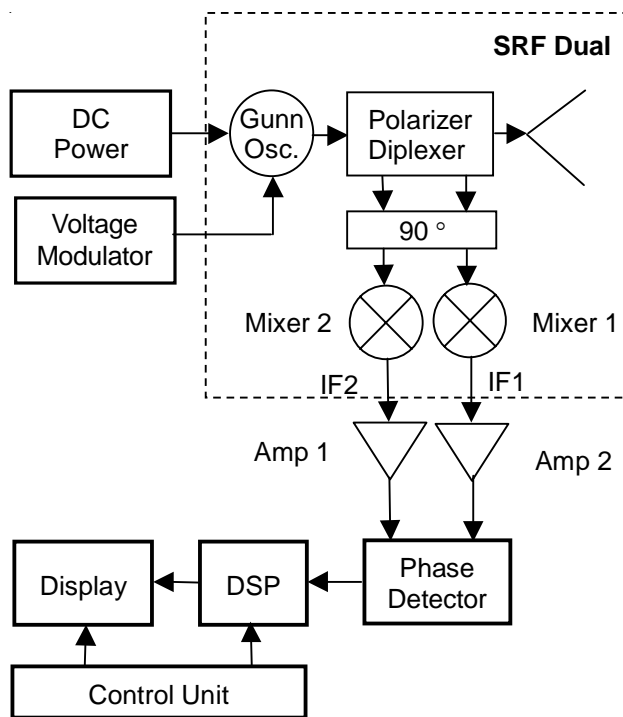 SRF Dual
DC
Power
Gunn
Osc.
Polarizer
Diplexer
Voltage
Modulator
90 °
Mixer 2
Mixer 1
IF2
IF1
Amp 1
Amp 2
Display
DSP
Phase
Detector
Control Unit